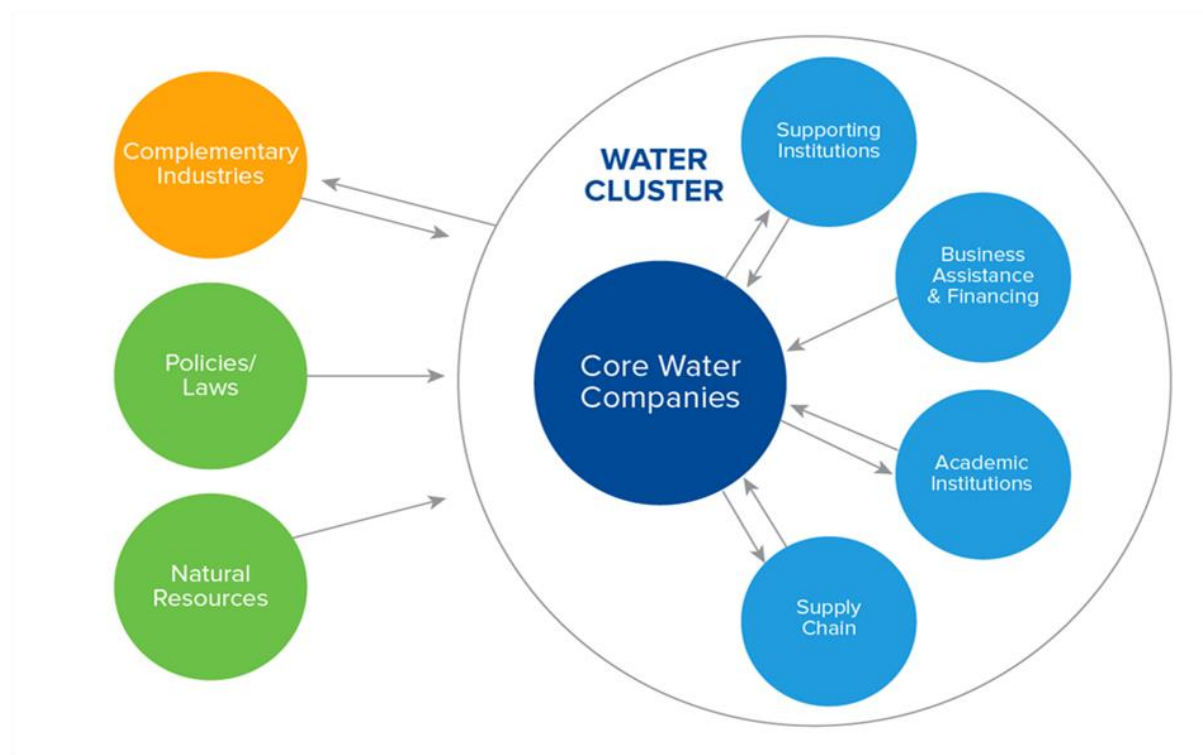 Complementary
Industries
Policies/
Laws
Natural
Resources
WATER
CLUSTER
Core Water
Companies
Supporting
Institutions
Business
Assistance
& Financing
Academic
Institutions
Supply
Chain